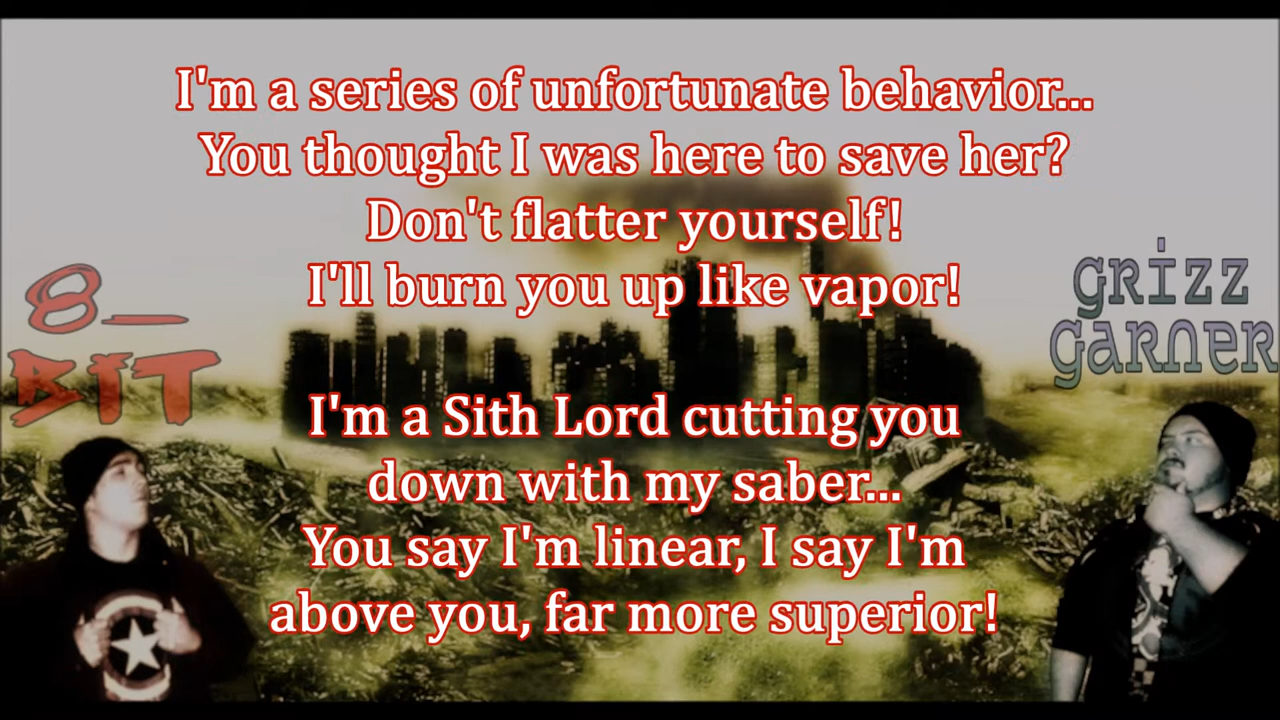 I'm a series of unfortunate behavior...
You thought I was here to save her?
Don't flatter yourself!
I'll burn you up like vapor!
8_
BIT
GRIZZ
GARNER
I'm a Sith Lord cutting you
down with my saber...
You say I'm linear, I say I'm
above you, far more superior!